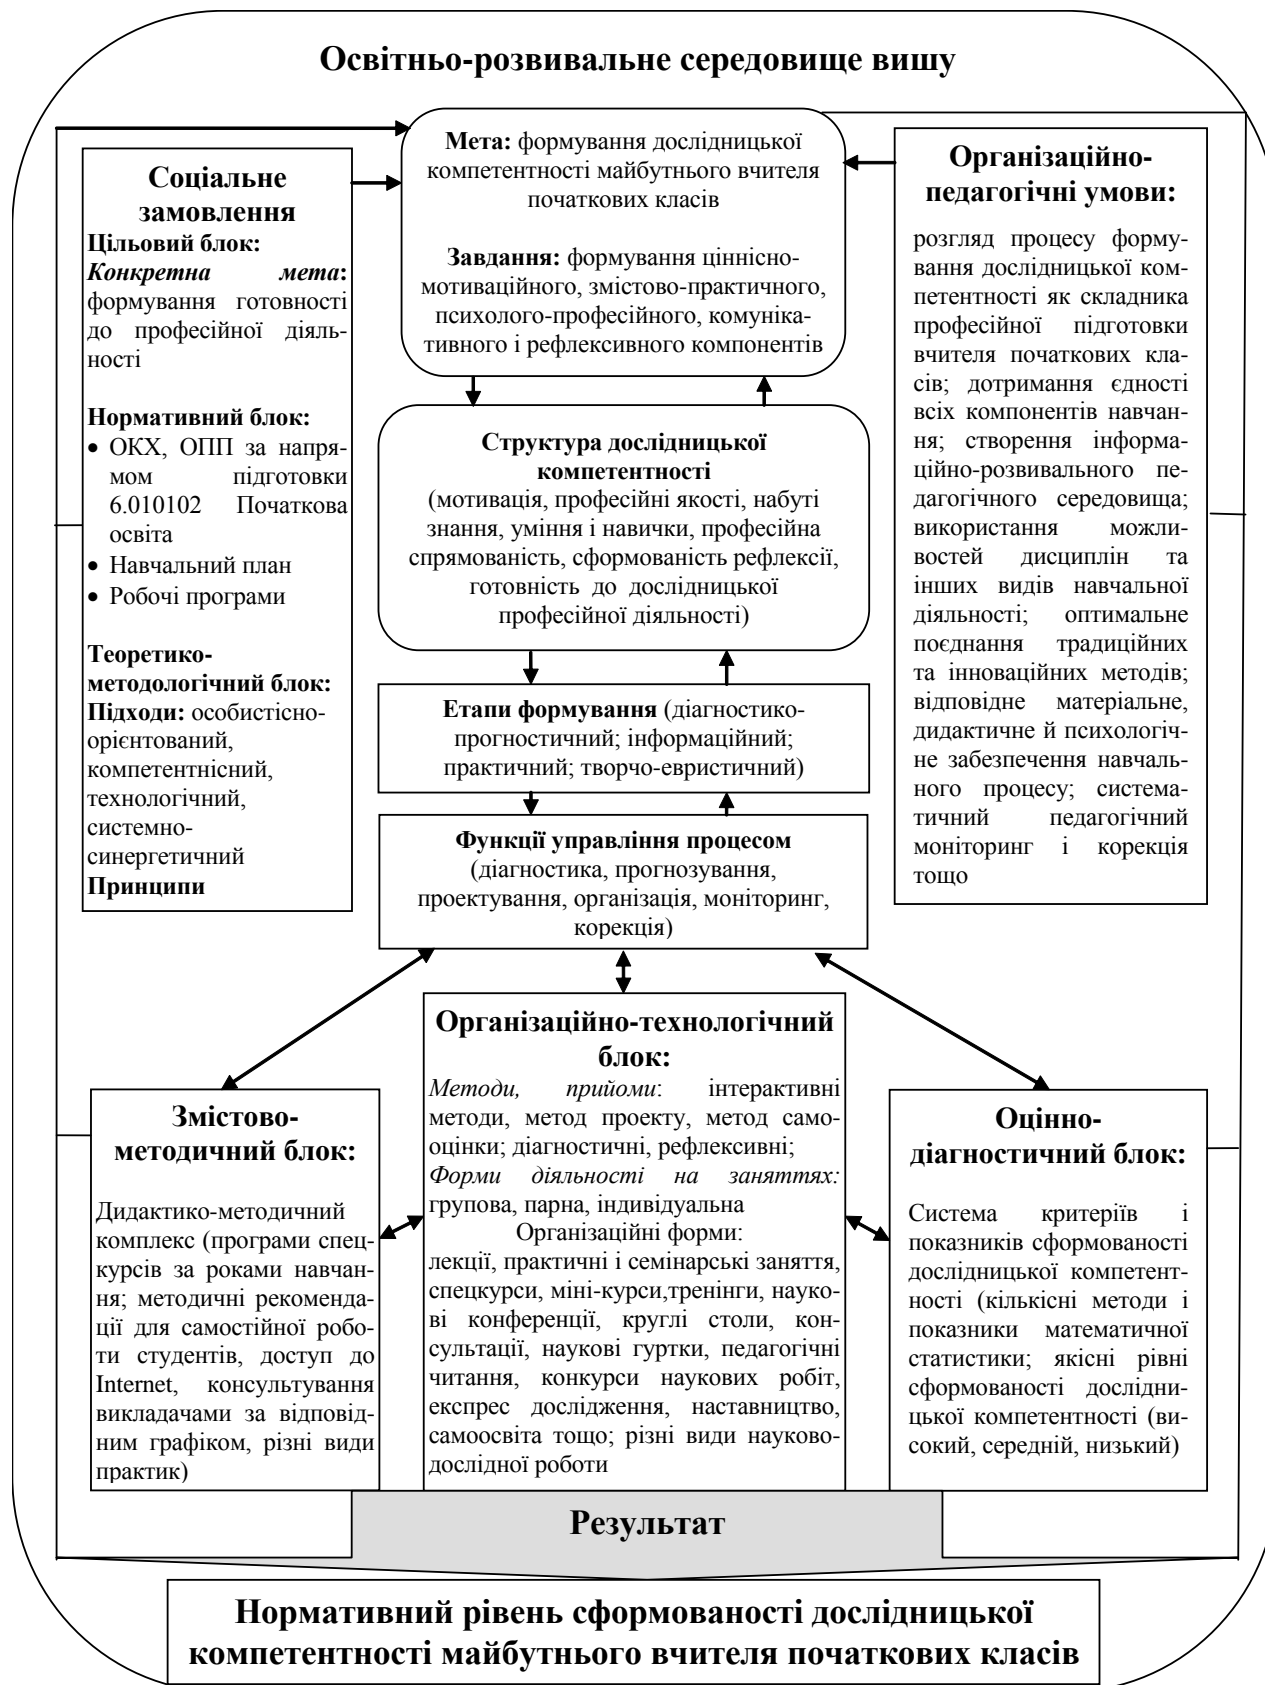 Освітньо-розвивальне середовище вишу
Мета: формування дослідницької
компетентності майбутнього вчителя
початкових класів
Завдання: формування ціннісно-
мотиваційного, змістово-практичного,
психолого-професійного, комуніка-
тивного і рефлексивного компонентів
Соціальне
замовлення
Цільовий блок:
Конкретна мета:
формування готовності
до професійної діяль-
ності
Нормативний блок:
• ОКХ, ОПП за напря-
мом підготовки
6.010102 Початкова
освіта
• Навчальний план
• Робочі програми
Теоретико-
методологічний блок:
Підходи: особистісно-
орієнтований,
компетентнісний,
технологічний,
системно-
синергетичний
Принципи
Організаційно-
педагогічні умови:
розгляд процесу форму-
вання дослідницької ком-
петентності як складника
професійної підготовки
вчителя початкових кла-
сів; дотримання єдності
всіх компонентів навчан-
ня; створення інформа-
ційно-розвивального пе-
дагогічного середовища;
використання можли-
востей дисциплін та
інших видів навчальної
діяльності; оптимальне
поєднання традиційних
та інноваційних методів;
відповідне матеріальне,
дидактичне й психологіч-
не забезпечення навчаль-
ного процесу; система-
тичний педагогічний
моніторинг і корекція
тощо
Структура дослідницької
компетентності
(мотивація, професійні якості, набуті
знання, уміння і навички, професійна
спрямованість, сформованість рефлексії,
готовність до дослідницької
професійної діяльності)
Етапи формування (діагностико-
прогностичний; інформаційний;
практичний; творчо-евристичний)
Функції управління процесом
(діагностика, прогнозування,
проектування, організація, моніторинг,
корекція)
Змістово-
методичний блок:
Дидактико-методичний
комплекс (програми спец-
курсів за роками навчан-
ня; методичні рекоменда-
ції для самостійної робо-
ти студентів, доступ до
Internet, консультування
викладачами за відповід-
ним графіком, різні види
практик)
Організаційно-технологічний
блок:
Методи, прийоми: інтерактивні
методи, метод проекту, метод само-
оцінки; діагностичні, рефлексивні;
Форми діяльності на заняттях:
групова, парна, індивідуальна
Організаційні форми:
лекції, практичні і семінарські заняття,
спецкурси, міні-курси,тренінги, науко-
ві конференції, круглі столи, кон-
сультації, наукові гуртки, педагогічні
читання, конкурси наукових робіт,
експрес дослідження, наставництво,
самоосвіта тощо; різні види науково-
дослідної роботи
Оцінно-
діагностичний блок:
Система критеріїв і
показників сформованості
дослідницької компетент-
ності (кількісні методи і
показники математичної
статистики; якісні рівні
сформованості дослідни-
цької компетентності (ви-
сокий, середній, низький)
Результат
Нормативний рівень сформованості дослідницької
компетентності майбутнього вчителя початкових класів